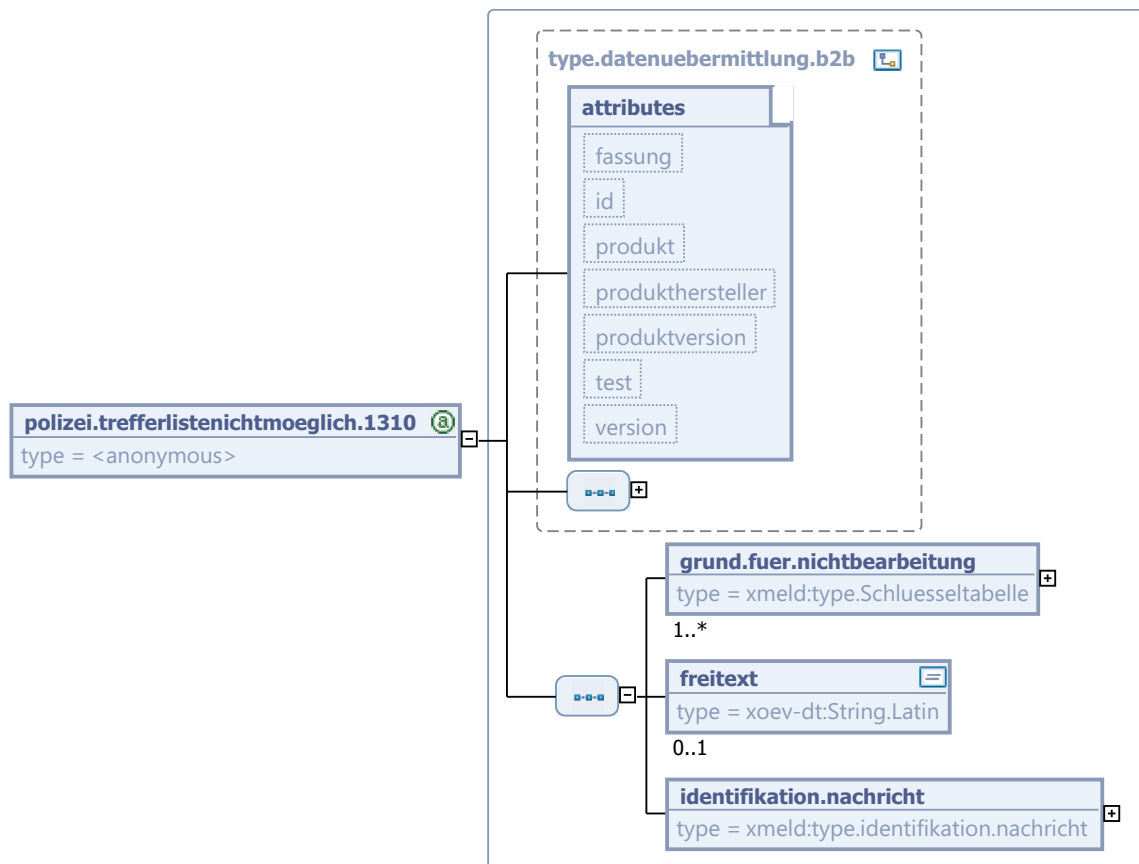 type.datenuebermittlung.b2b
attributes
fassung
id
produkt
produkthersteller
produktversion
test
version
polizei.trefferlistenichtmoeglich.1310
type = <anonymous>
grund.fuer.nichtbearbeitung
type = xmeld:type.Schluesseltabelle
1..*
freitext
type = xoev-dt:String.Latin
0..1
identifikation.nachricht
type = xmeld:type.identifikation.nachricht